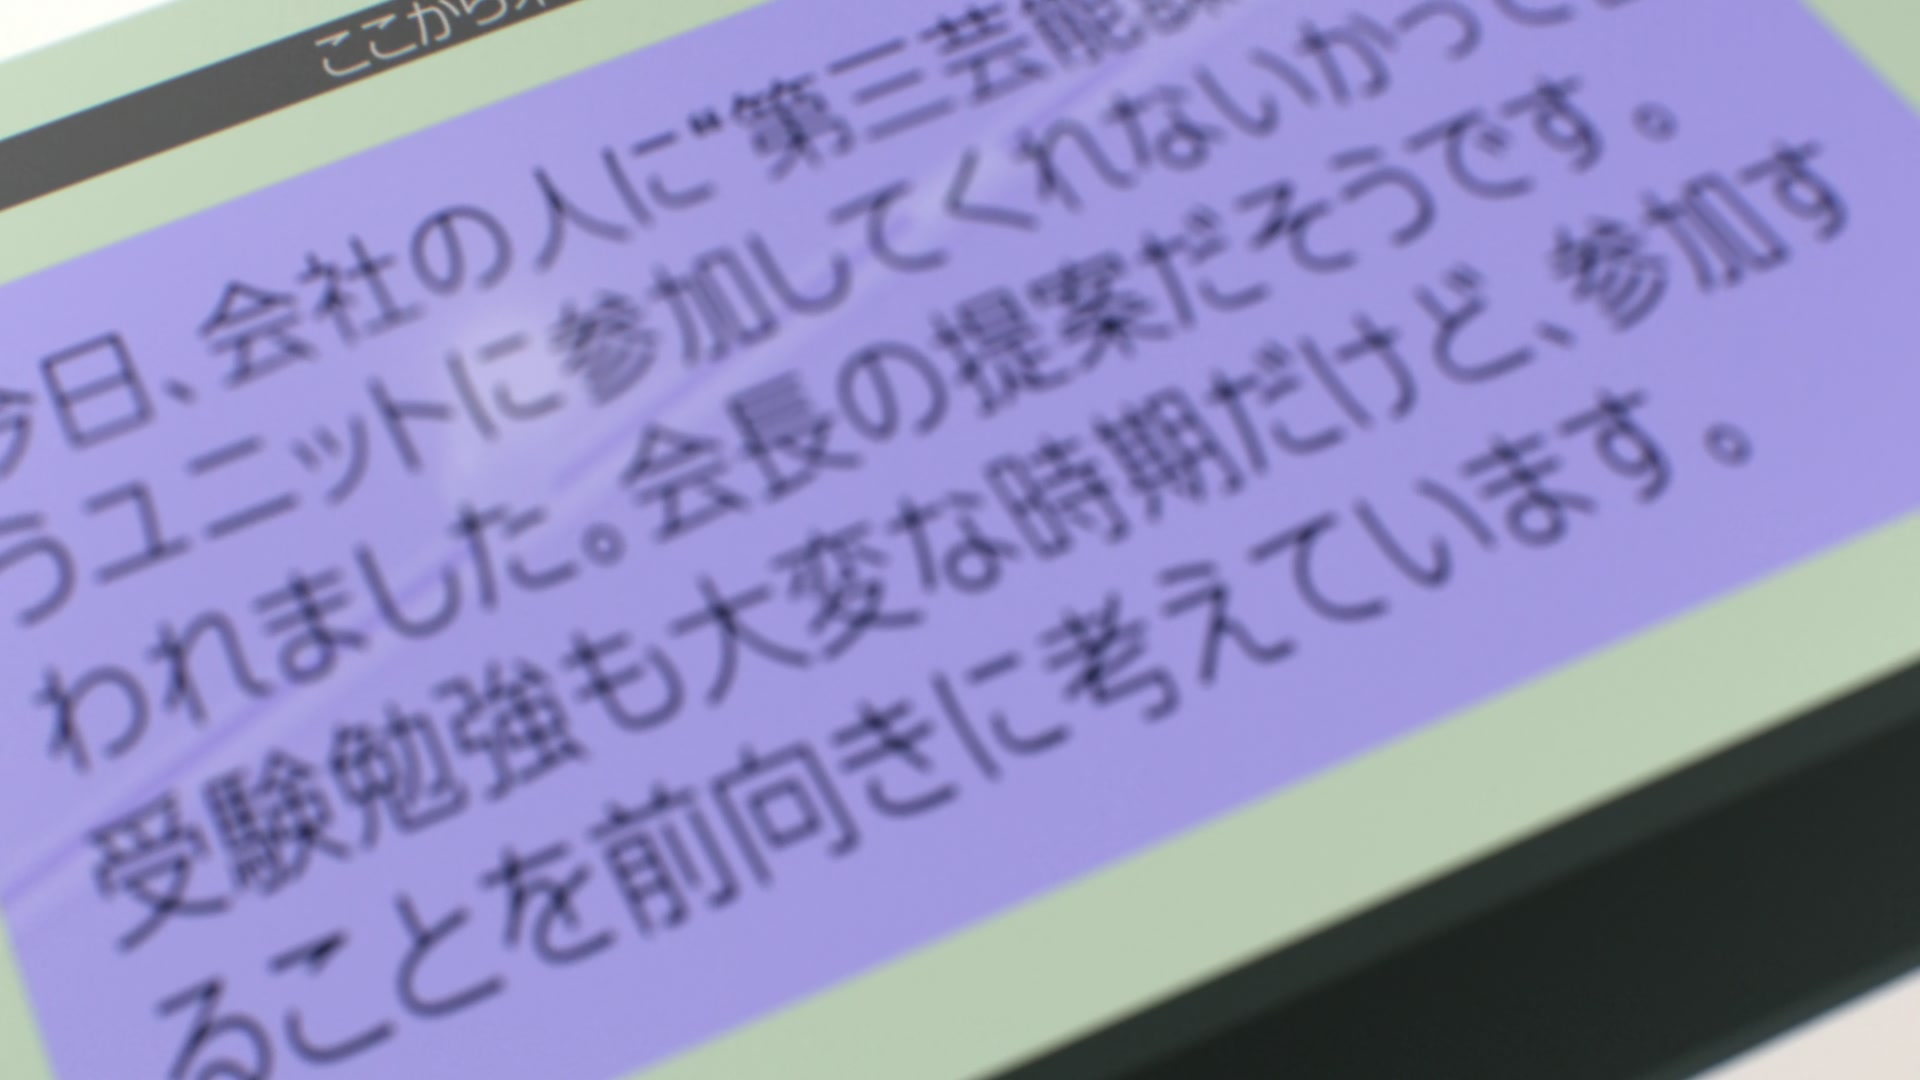 ここから
今日、会社の人に“第三芸能課
うユニットに参加してくれないかって
われました。会長の提案だそうです。
受験勉強も大変な時期だけど、参加す
ることを前向きに考えています。